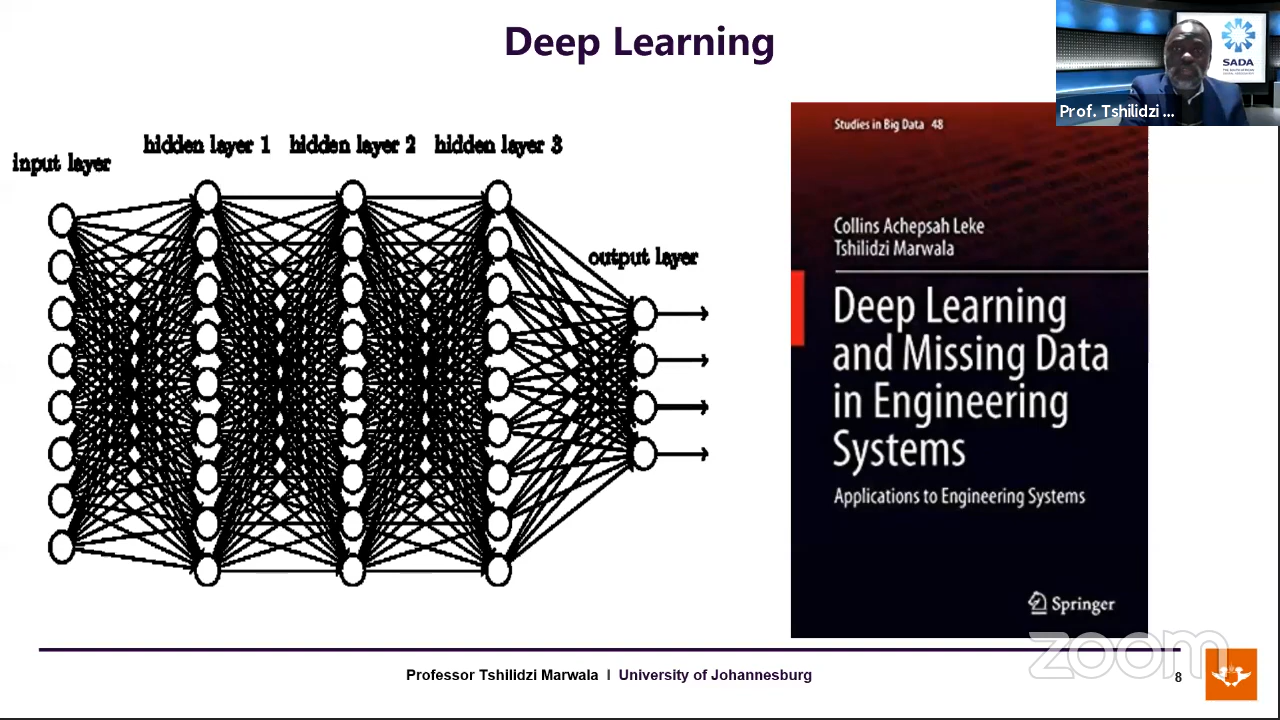 Deep Learning
SADA
Prof. Tshilidzi ...
input layer
hidden layer 1
hidden layer 2
hidden layer 3
output layer
Studies in Big Data 48
Collins Achepsah Leke
Tshilidzi Marwala
Deep Learning
and Missing Data
in Engineering
Systems
Applications to Engineering Systems
Springer
zoom
Professor Tshilidzi Marwala | University of Johannesburg
8